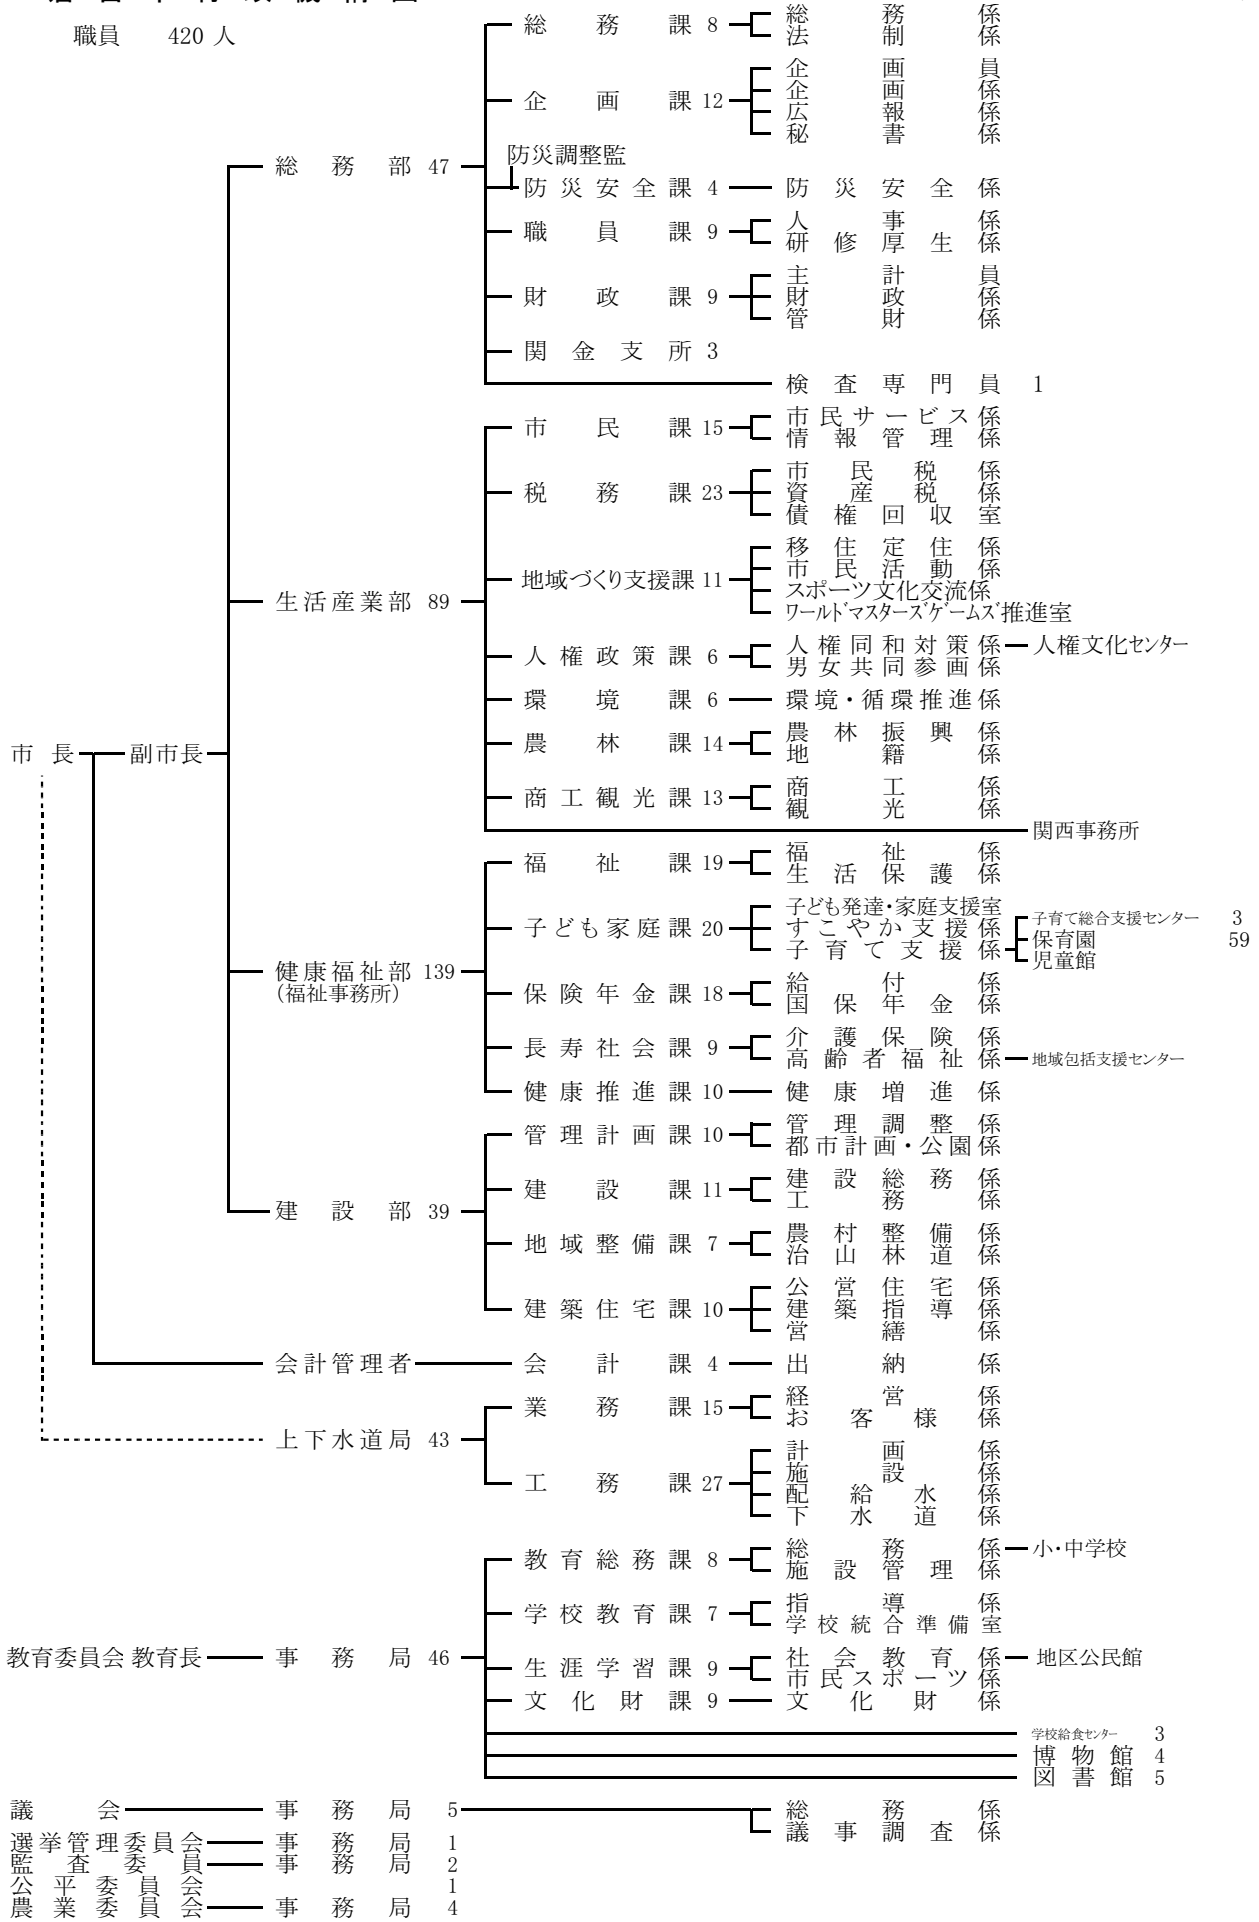 職員 420 人
総務課 8 総務係
法制係
企画員
企画課 12 企画係
広報係
秘書係
防災調整監
総務部 47
防災安全課 4 防災安全係
職員課 9 人事係
研修厚生係
主計員
財政課 9 財政係
管財係
関金支所 3
検査専門員 1
市民課 15 市民サービス係
情報管理係
市民税係
税務課 23 資産税係
債権回収室
移住定住係
市民活動係
地域づくり支援課 11
スポーツ文化交流係
ワールドマスターズゲームズ推進室
生活産業部 89
人権政策課 6 人権同和対策係 人権文化センター
男女共同参画係
環境課 6 環境・循環推進係
農林課 14 農林振興係
地籍係
市長 副市長
商工観光課 13 商工係
観光係
関西事務所
福祉課 19 福祉係
生活保護係
子ども発達・家庭支援室
子ども家庭課 20 すこやか支援係 子育て総合支援センター 3
子育て支援係 保育園 59
児童館
健康福祉部 139
(福祉事務所)
保険年金課 18 給付係
国保年金係
長寿社会課 9 介護保険係
高齢者福祉係 地域包括支援センター
健康推進課 10 健康増進係
管理計画課 10 管理調整係
都市計画・公園係
建設課 11 建設総務係
工務係
建設部 39
地域整備課 7 農村整備係
治山林道係
公営住宅係
建築住宅課 10 建築指導係
営繕係
会計管理者 会計課 4 出納係
業務課 15 経営係
お客様係
上下水道局 43
計画係
工務課 27 施設係
配給水係
下水道係
教育総務課 8 総務係 小・中学校
施設管理係
学校教育課 7 指導係
学校統合準備室
教育委員会 教育長 事務局 46
生涯学習課 9 社会教育係 地区公民館
市民スポーツ係
文化財課 9 文化財係
学校給食センター 3
博物館 4
図書館 5
議会 事務局 5 総務係
議事調査係
選挙管理委員会 事務局 1
監査委員 事務局 2
公平委員会 1
農業委員会 事務局 4